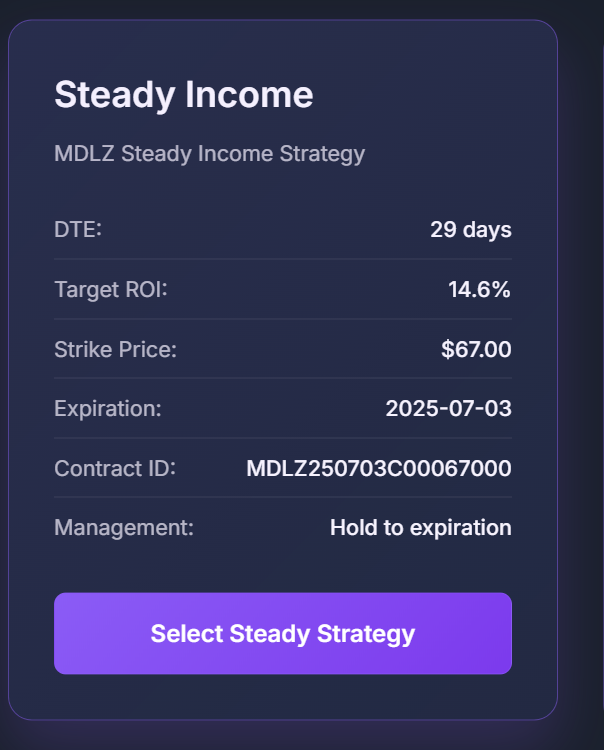 Steady Income
MDLZ Steady Income Strategy
DTE: 29 days
Target ROI: 14.6%
Strike Price: $67.00
Expiration: 2025-07-03
Contract ID: MDLZ250703C00067000
Management: Hold to expiration
Select Steady Strategy